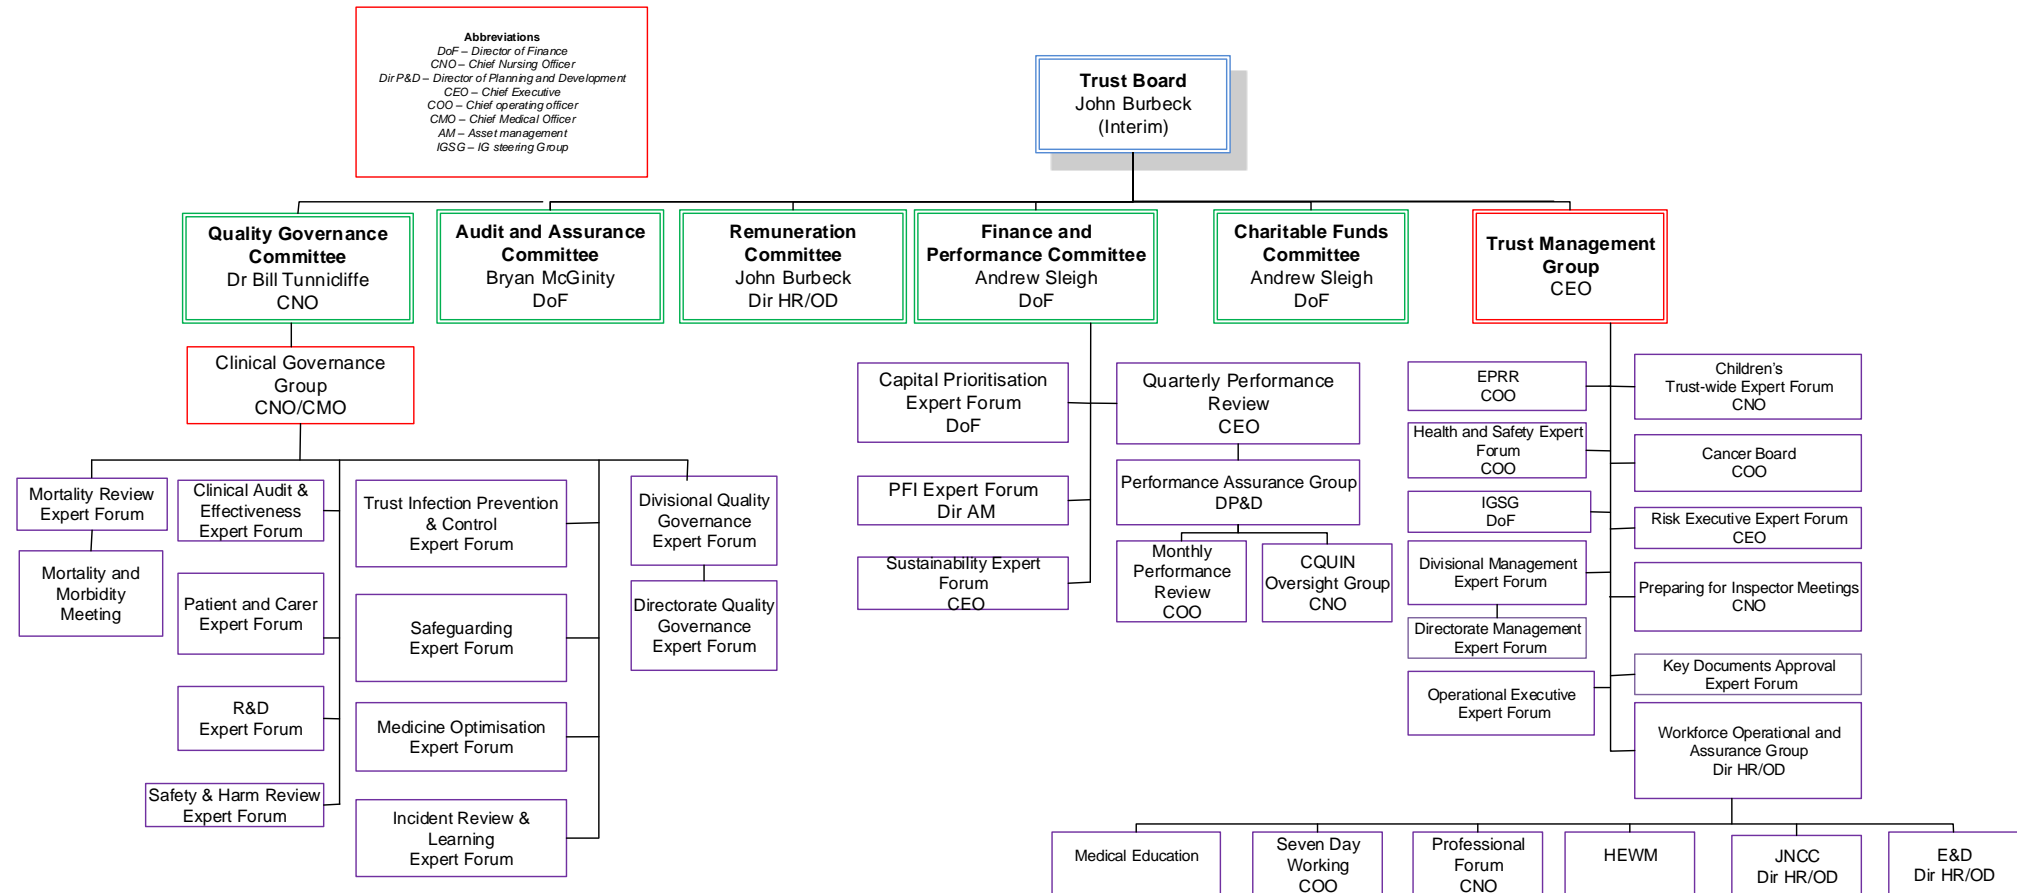 Abbreviations
DoF – Director of Finance
CNO – Chief Nursing Officer
Dir P&D – Director of Planning and Development
CEO – Chief Executive
COO – Chief operating officer
CMO – Chief Medical Officer
AM – Asset management
IGSG – IG steering Group
Trust Board
John Burbeck
(Interim)
Quality Governance
Committee
Dr Bill Tunnicliffe
CNO
Audit and Assurance
Committee
Bryan McGinity
DoF
Remuneration
Committee
John Burbeck
Dir HR/OD
Finance and
Performance Committee
Andrew Sleigh
DoF
Charitable Funds
Committee
Andrew Sleigh
DoF
Trust Management
Group
CEO
Clinical Governance
Group
CNO/CMO
Mortality Review
Expert Forum
Mortality and
Morbidity
Meeting
Clinical Audit &
Effectiveness
Expert Forum
Patient and Carer
Expert Forum
R&D
Expert Forum
Safety & Harm Review
Expert Forum
Trust Infection Prevention
& Control
Expert Forum
Safeguarding
Expert Forum
Medicine Optimisation
Expert Forum
Incident Review &
Learning
Expert Forum
Divisional Quality
Governance
Expert Forum
Directorate Quality
Governance
Expert Forum
Capital Prioritisation
Expert Forum
DoF
PFI Expert Forum
Dir AM
Sustainability Expert
Forum
CEO
Quarterly Performance
Review
CEO
Performance Assurance Group
DP&D
Monthly
Performance
Review
COO
CQUIN
Oversight Group
CNO
EPRR
COO
Health and Safety Expert
Forum
COO
IGSG
DoF
Divisional Management
Expert Forum
Directorate Management
Expert Forum
Operational Executive
Expert Forum
Children's
Trust-wide Expert Forum
CNO
Cancer Board
COO
Risk Executive Expert Forum
CEO
Preparing for Inspector Meetings
CNO
Key Documents Approval
Expert Forum
Workforce Operational and
Assurance Group
Dir HR/OD
Medical Education
Seven Day
Working
COO
Professional
Forum
CNO
HEWM
JNCC
Dir HR/OD
E&D
Dir HR/OD